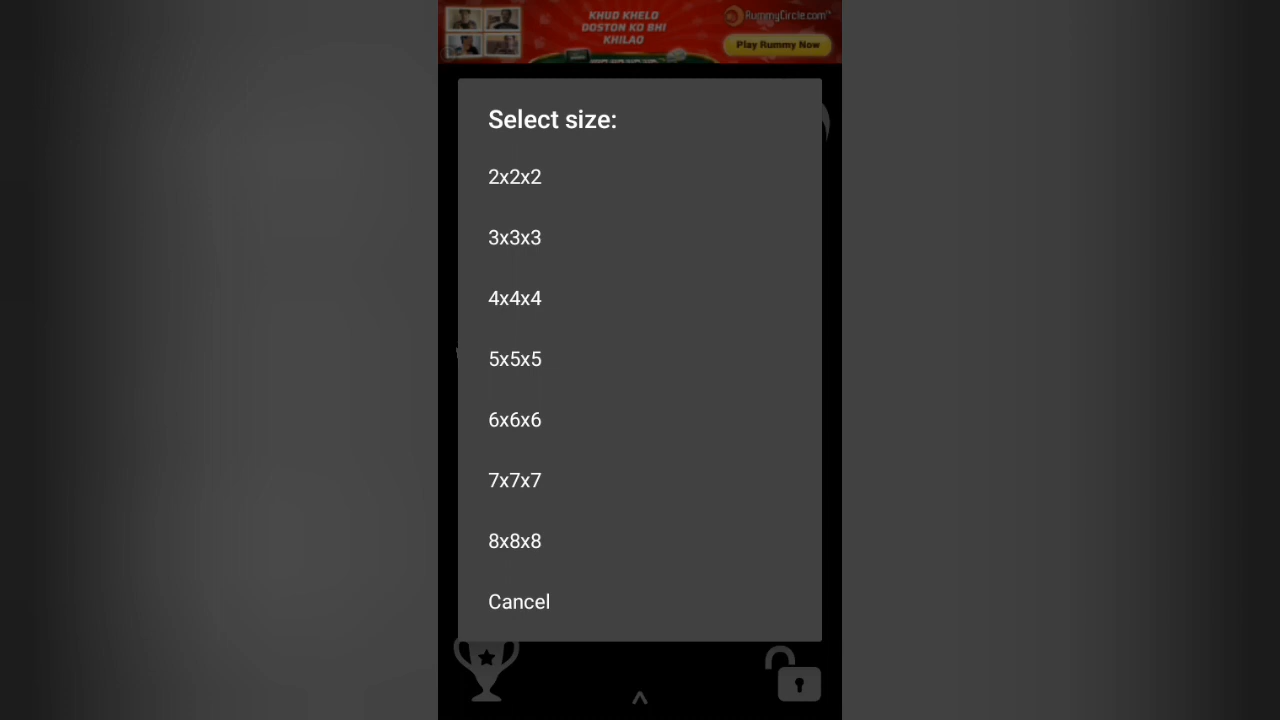 KHUD KHELO
DOSTON KO BHI
KHILAO
RummyCircle.com
Play Rummy Now
Select size:
2x2x2
3x3x3
4x4x4
5x5x5
6x6x6
7x7x7
8x8x8
Cancel